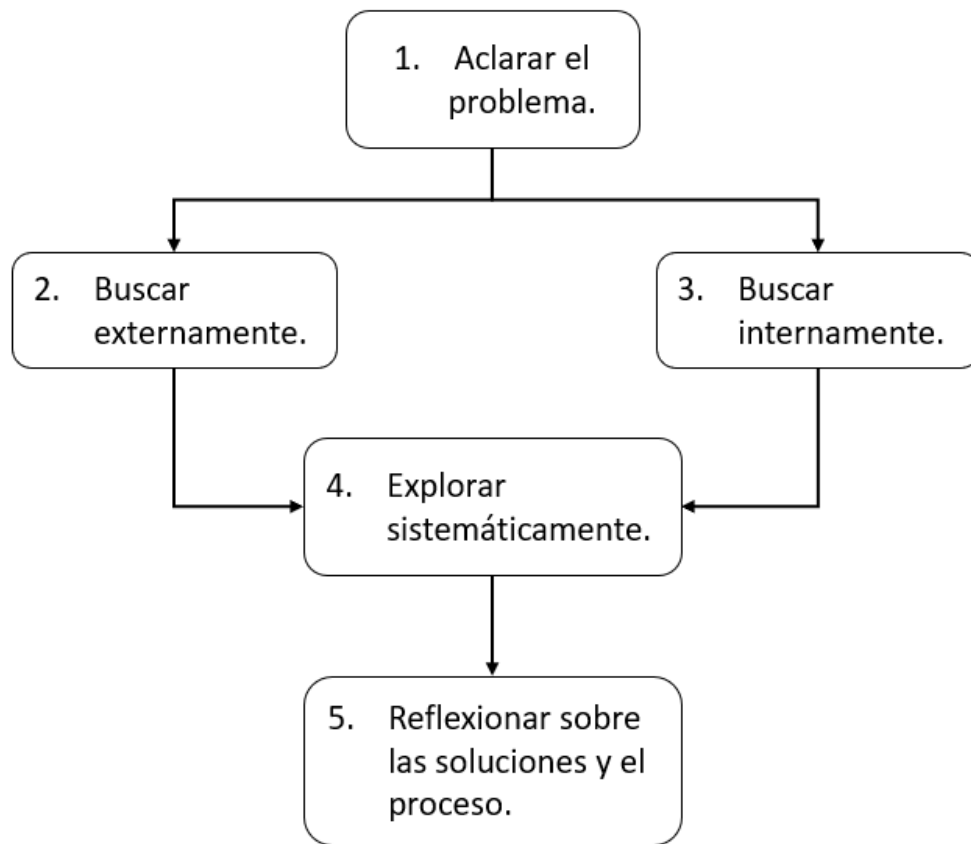 1. Aclarar el
problema.
2. Buscar
externamente.
3. Buscar
internamente.
4. Explorar
sistemáticamente.
5. Reflexionar sobre
las soluciones y el
proceso.